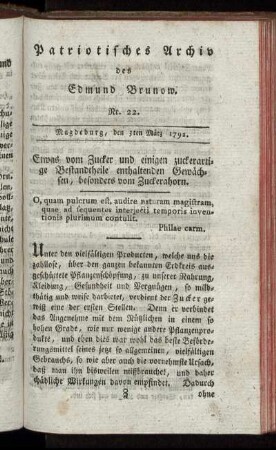 Patriotisches Archiv
des
Edmund Brunow.
Nr. 22.
Magdeburg, den 3ten März 1792.
Etwas vom Zucker und einigen zuckerarti-
ge Bestandtheile enthaltenden Gewäch-
sen, besonders vom Zuckerahorn.
O, quam pulcrum est, audire naturam magistram,
quae ad sequentes interjecti temporis inven-
tionis plurimum contulit.
Phillae carm.
Unter den vielfältigen Producten, welche uns die
zahllose, über den ganzen bekannten Erdkreis aus-
geschüttete Pflanzenschöpfung, zu unserer Nahrung,
Kleidung, Gesundheit und Vergnügen, so mild-
thätig und weise darbietet, verdient der Zucker ge-
wiß eine der ersten Stellen. Denn er verbindet
das Angenehme mit dem Nützlichen in einem so
hohen Grade, wie nur wenige andere Pflanzenpro-
ducte, und eben dies war wohl das beste Beförde-
rungsmittel seines jetzt so allgemeinen, vielfältigen
Gebrauchs, so wie aber auch die vornehmste Ursach,
daß man ihn bisweilen mißbrauchet, und daher
schädliche Wirkungen davon empfindet. Dadurch
ohne